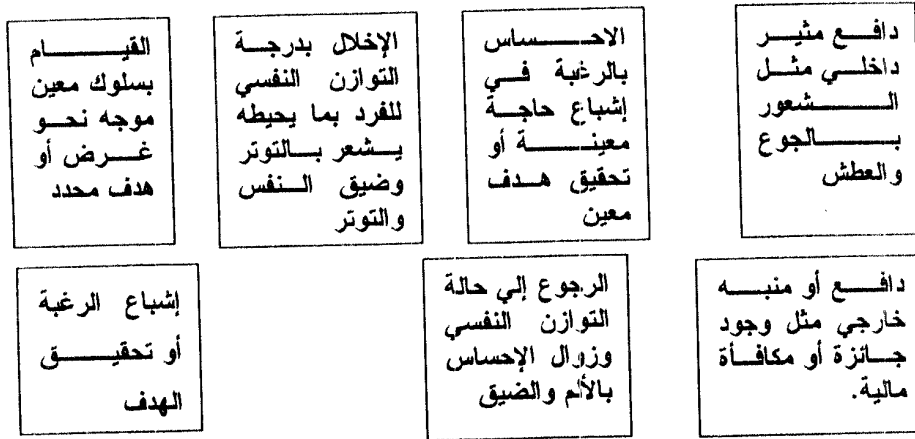 دافع مثير
داخلي مثل
الشعور
بالجوع
والعطش
الاحساس
بالرغبة في
إشباع حاجة
معينة أو
تحقيق هدف
معين
الإخلال بدرجة
التوازن النفسي
للفرد بما يحيطه
يشعر بالتوتر
وضيق النفس
والتوتر
القيام
بسلوك معين
موجه نحو
غرض أو
هدف محدد
دافع أو منبه
خارجي مثل وجود
جائزة أو مكافأة
مالية.
الرجوع إلي حالة
التوازن النفسي
وزوال الإحساس
بالألم والضيق
إشباع الرغبة
أو تحقيق
الهدف